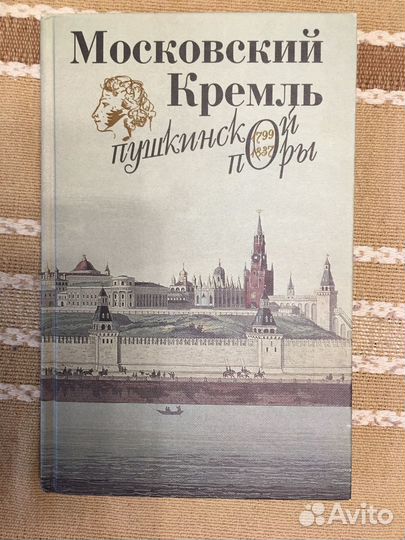 Московский
Кремль
пушкинской
1799
1837
поры
Avito